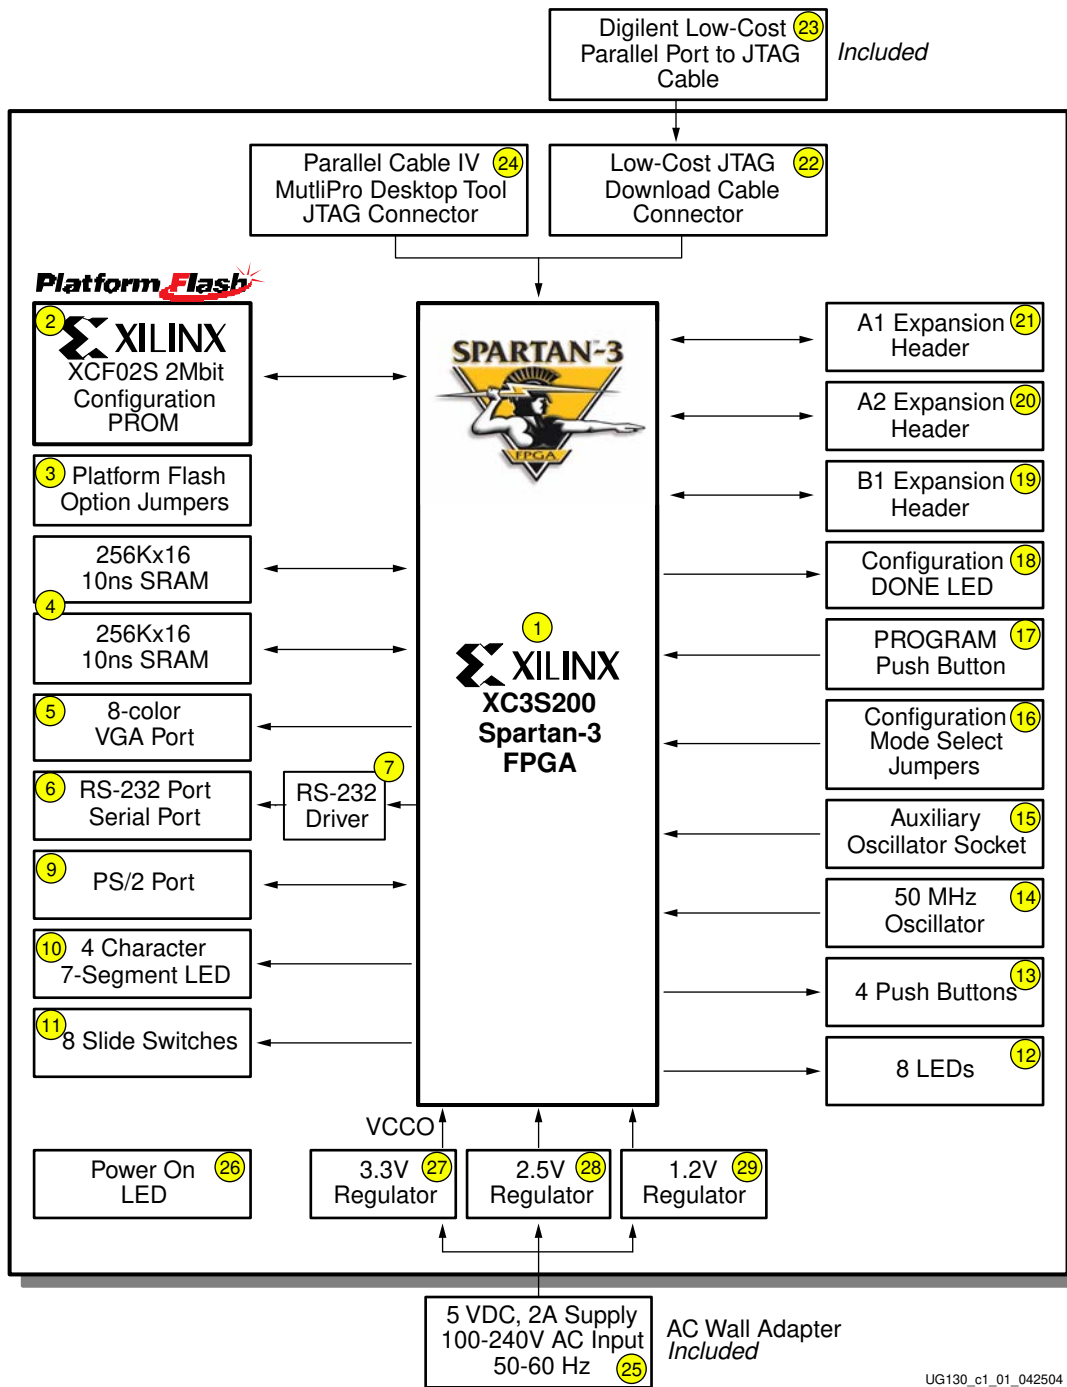 Digilent Low-Cost 23
Parallel Port to JTAG
Cable
Included
Parallel Cable IV 24
MutliPro Desktop Tool
JTAG Connector
Low-Cost JTAG 22
Download Cable
Connector
Platform Flash
2 XILINX
XCF02S 2Mbit
Configuration
PROM
3 Platform Flash
Option Jumpers
256Kx16
10ns SRAM
4
256Kx16
10ns SRAM
5 8-color
VGA Port
6 RS-232 Port
Serial Port
7
RS-232
Driver
9 PS/2 Port
10 4 Character
7-Segment LED
11 8 Slide Switches
SPARTAN-3
FPGA
1
XILINX
XC3S200
Spartan-3
FPGA
A1 Expansion 21
Header
A2 Expansion 20
Header
B1 Expansion 19
Header
Configuration 18
DONE LED
PROGRAM 17
Push Button
Configuration 16
Mode Select
Jumpers
Auxiliary 15
Oscillator Socket
50 MHz 14
Oscillator
4 Push Buttons 13
8 LEDs 12
VCCO
Power On 26
LED
3.3V 27
Regulator
2.5V 28
Regulator
1.2V 29
Regulator
5 VDC, 2A Supply
100-240V AC Input
50-60 Hz 25
AC Wall Adapter
Included
UG130_c1_01_042504